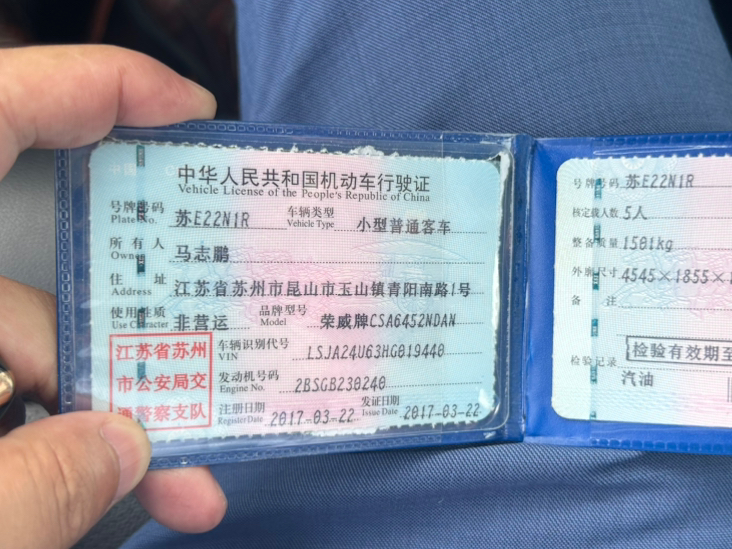 中华人民共和国机动车行驶证
Vehicle License of the People's Republic of China
号牌号码 苏E22N1R 车辆类型 小型普通客车
Plate No. Vehicle Type
所有人 马志鹏
Owner
住址 江苏省苏州市昆山市玉山镇青阳南路1号
Address
使用性质 非营运 品牌型号 荣威牌CSA6452NDAN
Use Character Model
江苏省苏州
市公安局交
通警察支队
车辆识别代号 LSJA24U63HG019440
VIN
发动机号码 2BSGB230240
Engine No.
注册日期 2017-03-22 发证日期 2017-03-22
Register Date Issue Date
号牌号码 苏E22N1R
核定载人数 5人
整备质量 1501kg
外廓尺寸 4545×1855×1
备注
检验记录 检验有效期至
汽油